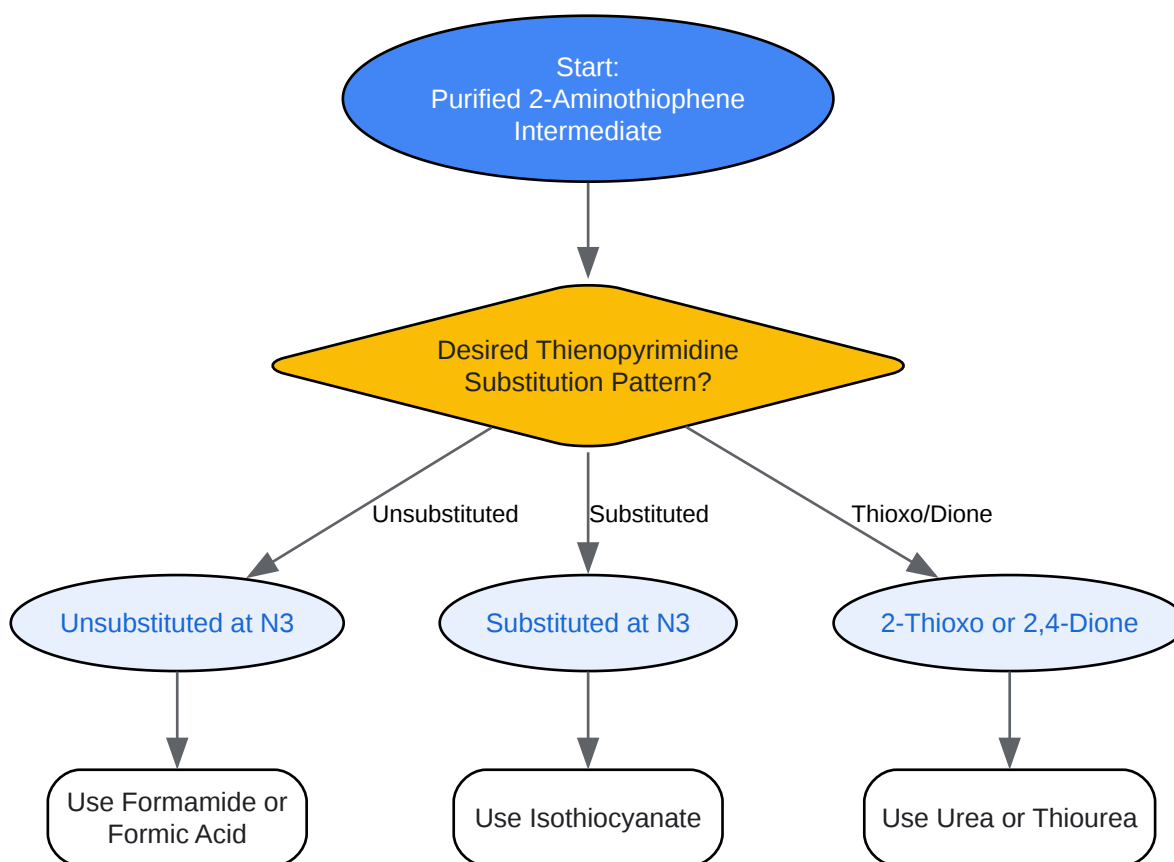 Start:
Purified 2-Aminothiophene
Intermediate
Desired Thienopyrimidine
Substitution Pattern?
Unsubstituted
Substituted
Thioxo/Dione
Unsubstituted at N3
Substituted at N3
2-Thioxo or 2,4-Dione
Use Formamide or
Formic Acid
Use Isothiocyanate
Use Urea or Thiourea